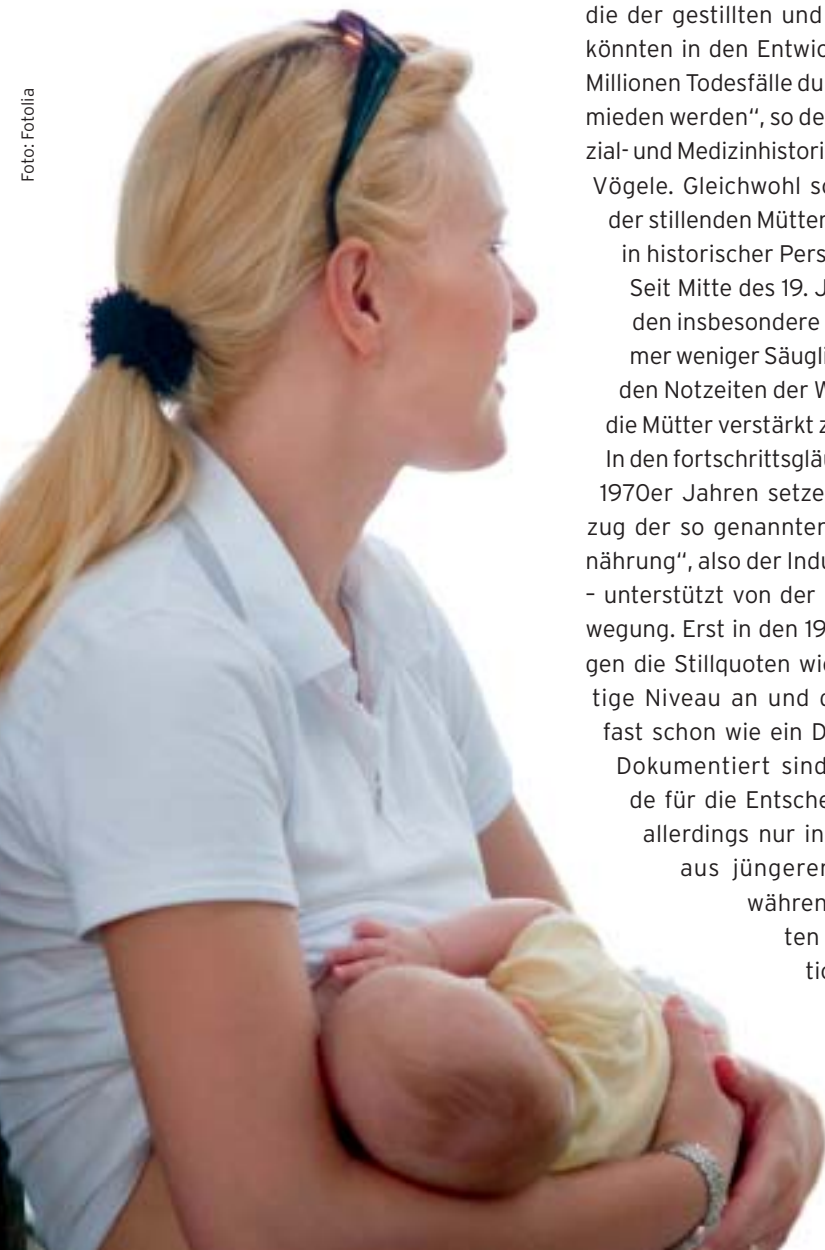 Foto: Fotolia
die der gestillten und
könnten in den Entwic
Millionen Todesfälle du
mieden werden“, so de
zial- und Medizinhistori
Vögele. Gleichwohl sc
der stillenden Mütter
in historischer Pers
Seit Mitte des 19. J
den insbesondere
mer weniger Säugli
den Notzeiten der W
die Mütter verstärkt z
In den fortschrittsgläu
1970er Jahren setze
zug der so genannter
nährung“, also der Indu
– unterstützt von der
wegung. Erst in den 19
gen die Stillquoten wie
tige Niveau an und d
fast schon wie ein D
Dokumentiert sind
de für die Entsche
allerdings nur in
aus jüngerer
währen
ten
tio